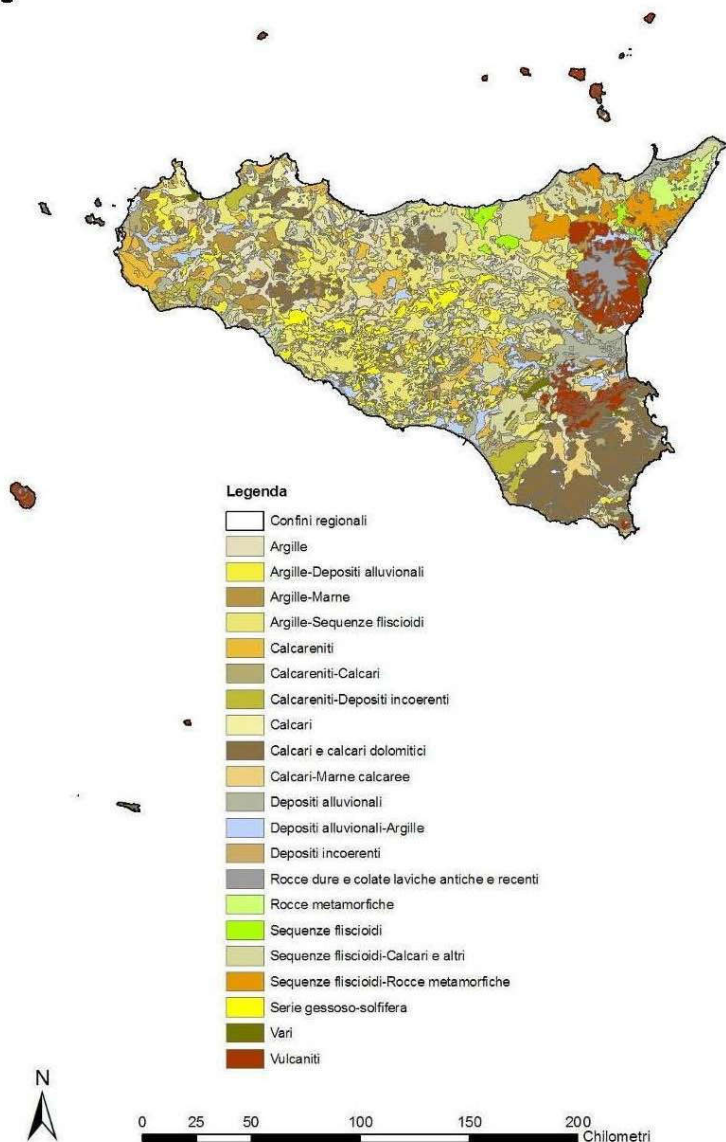 Legenda
Confini regionali
Argille
Argille-Depositi alluvionali
Argille-Marne
Argille-Sequenze fliscioidi
Calcareniti
Calcareniti-Calcari
Calcareniti-Depositi incoerenti
Calcari
Calcari e calcari dolomitici
Calcari-Marne calcaree
Depositi alluvionali
Depositi alluvionali-Argille
Depositi incoerenti
Rocce dure e colate laviche antiche e recenti
Rocce metamorfiche
Sequenze fliscioidi
Sequenze fliscioidi-Calcari e altri
Sequenze fliscioidi-Rocce metamorfiche
Serie gessoso-solfifera
Vari
Vulcaniti
N
0 25 50 100 150 200
Chilometri